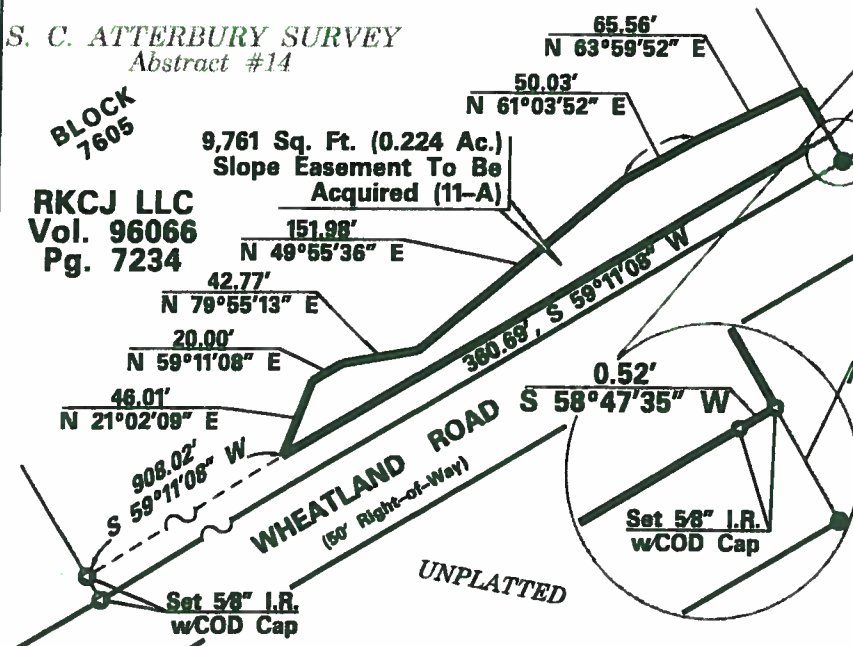 S. C. ATTERBURY SURVEY
Abstract #14
BLOCK
7605
65.56'
N 63°59'52" E
50.03'
N 61°03'52" E
9,761 Sq. Ft. (0.224 Ac.)
Slope Easement To Be
Acquired (11-A)
RKCJ LLC
Vol. 96066
Pg. 7234
151.98'
N 49°55'36" E
42.77'
N 79°55'13" E
20.00'
N 59°11'08" E
46.01'
N 21°02'09" E
360.69', S 59°11'08" W
908.02'
S 59°11'08" W
0.52'
S 58°47'35" W
WHEATLAND ROAD
(50' Right-of-Way)
Set 5/8" I.R.
w/COD Cap
UNPLATTED
Set 5/8" I.R.
w/COD Cap